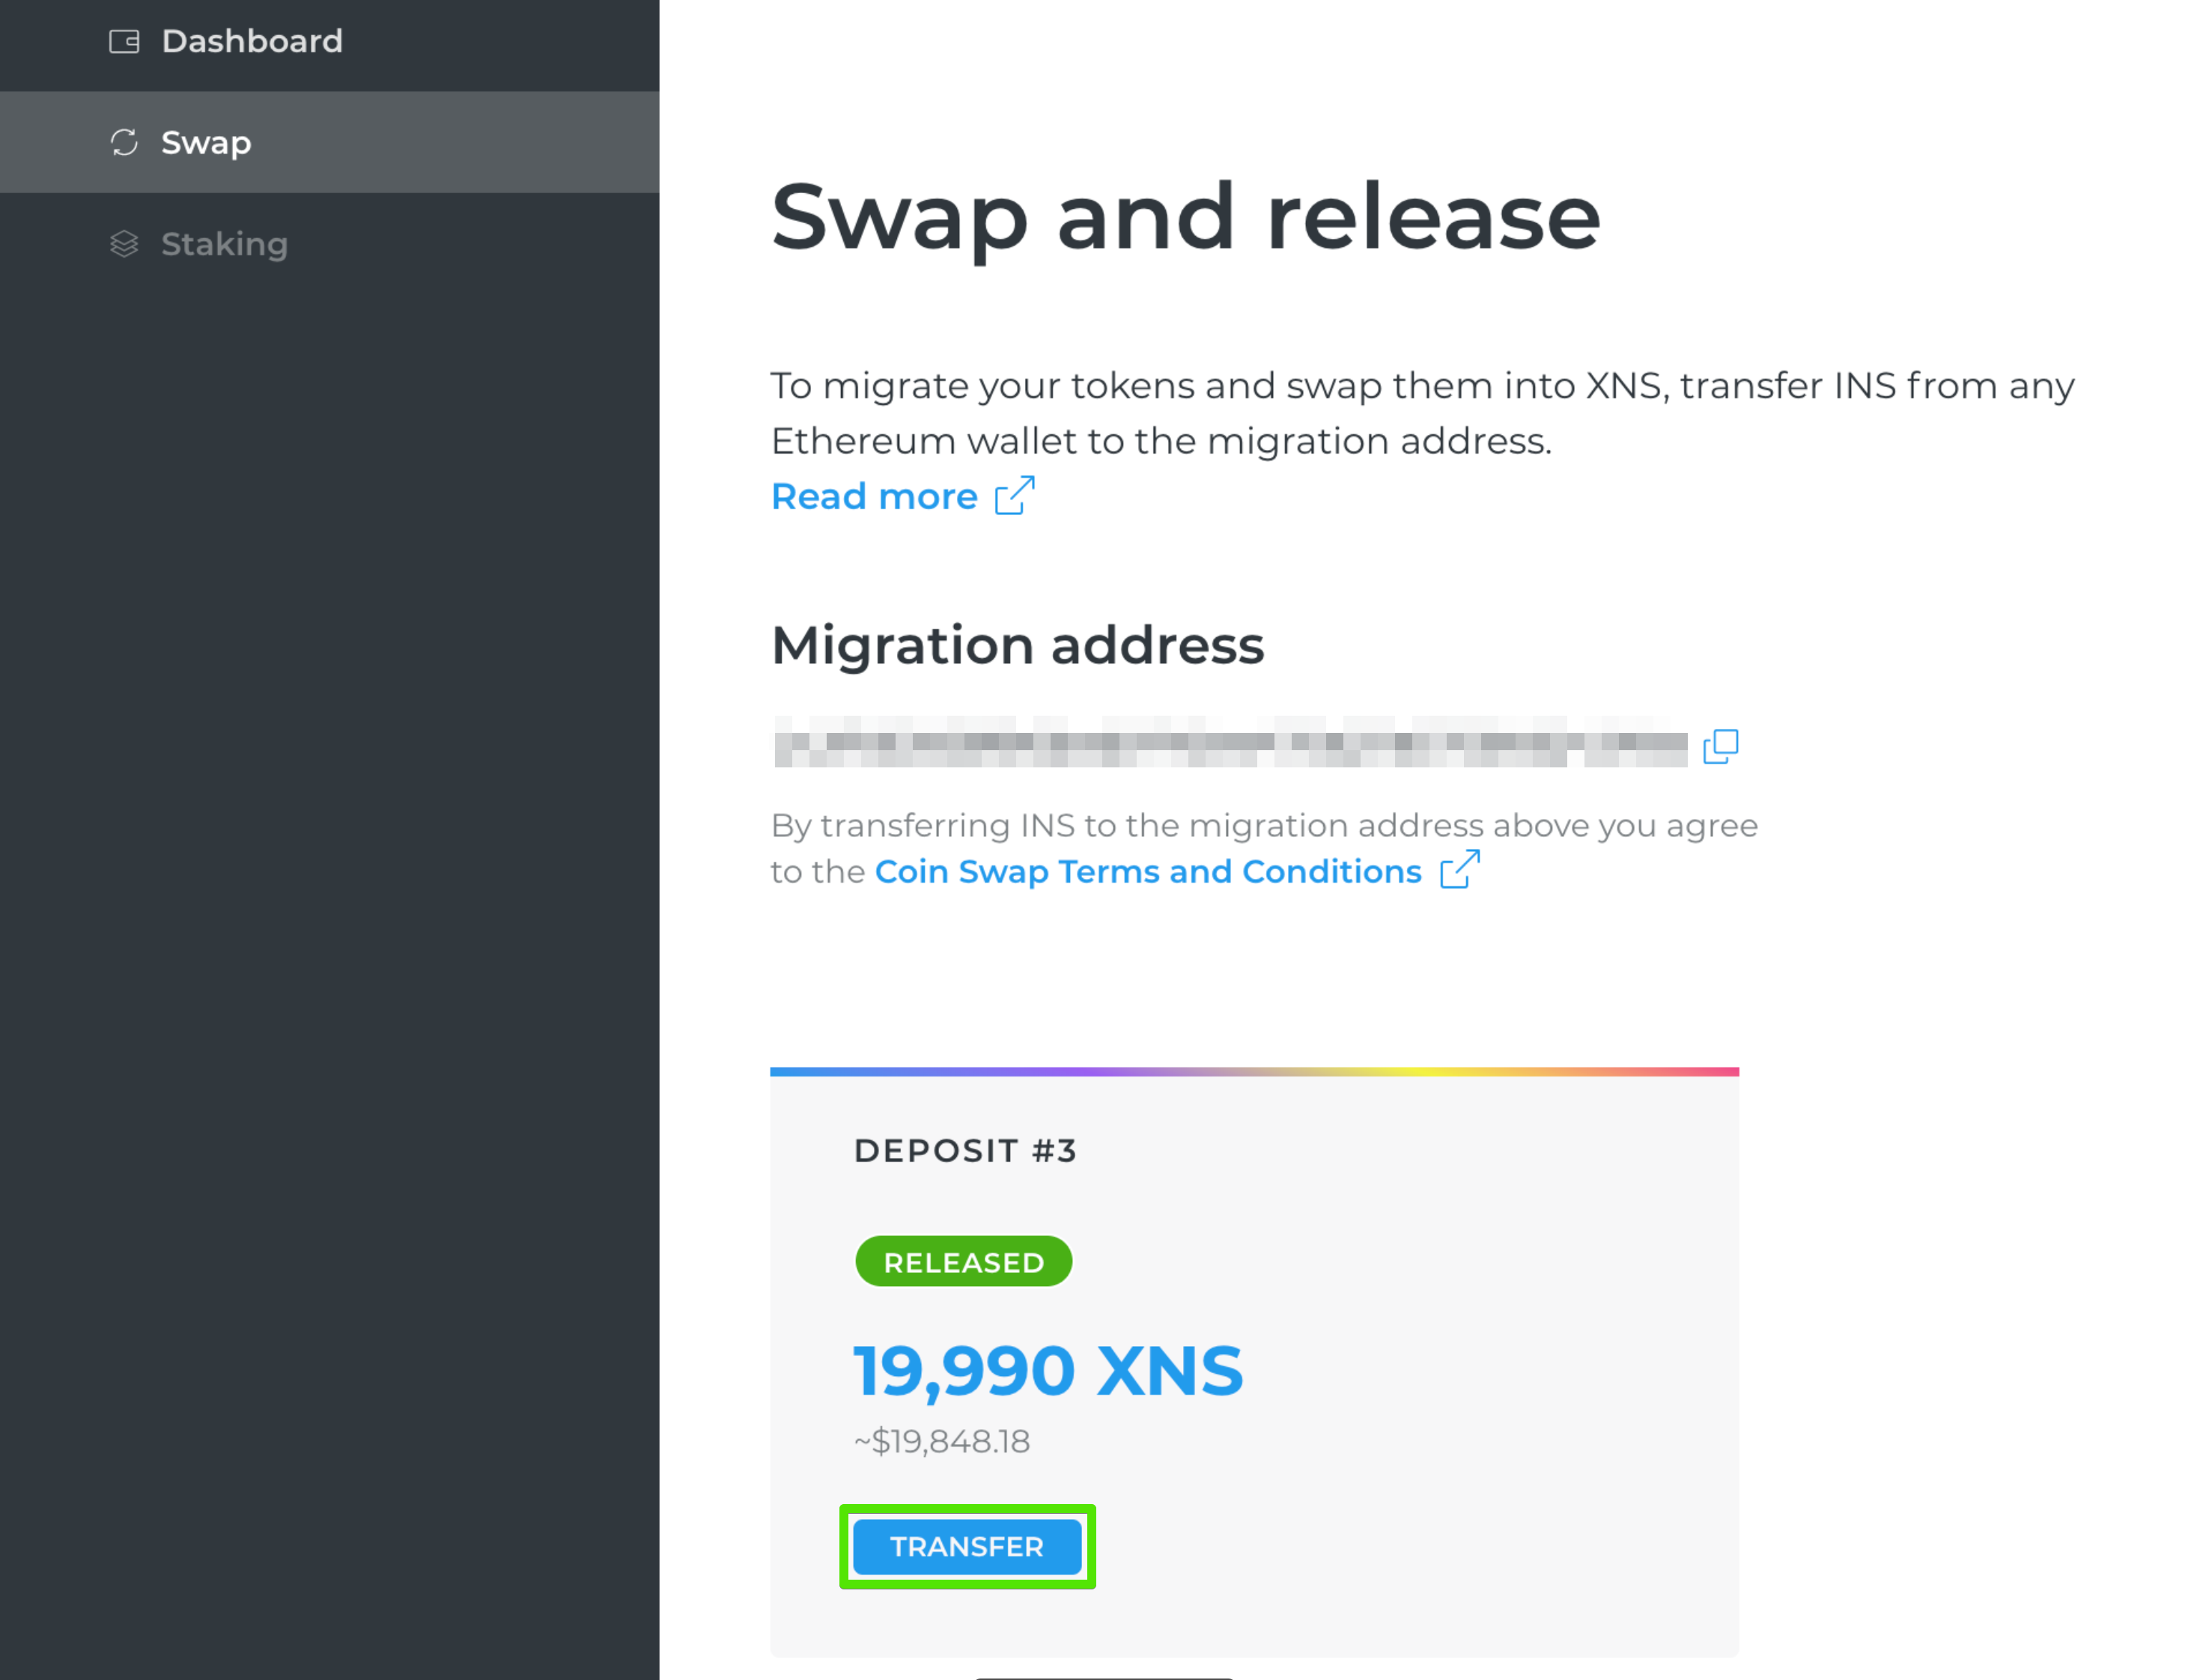 Dashboard
Swap
Staking
Swap and release
To migrate your tokens and swap them into XNS, transfer INS from any
Ethereum wallet to the migration address.
Read more
Migration address
By transferring INS to the migration address above you agree
to the Coin Swap Terms and Conditions
DEPOSIT #3
RELEASED
19,990 XNS
~$19,848.18
TRANSFER